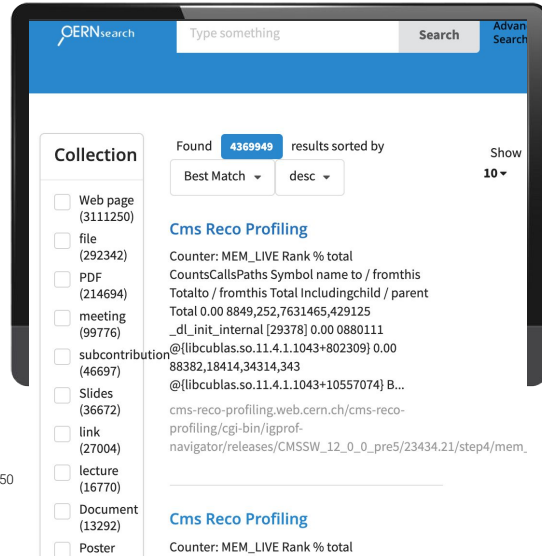 CERNsearch
Type something
Search
Advan
Search
Collection
Web page
(3111250)
file
(292342)
PDF
(214694)
meeting
(99776)
subcontribution
(46697)
Slides
(36672)
link
(27004)
lecture
(16770)
Document
(13292)
Poster
50
Found 4369949 results sorted by
Best Match desc
Show
10
Cms Reco Profiling
Counter: MEM_LIVE Rank % total
CountsCallsPaths Symbol name to / fromthis
Totalto / fromthis Total Includingchild / parent
Total 0.00 8849,252,7631465,429125
_dl_init_internal [29378] 0.00 0880111
@{libcublas.so.11.4.1.1043+802309} 0.00
88382,18414,34314,343
@{libcublas.so.11.4.1.1043+10557074} B...
cms-reco-profiling.web.cern.ch/cms-reco-
profiling/cgi-bin/igprof-
navigator/releases/CMSSW_12_0_0_pre5/23434.21/step4/mem_
Cms Reco Profiling
Counter: MEM_LIVE Rank % total